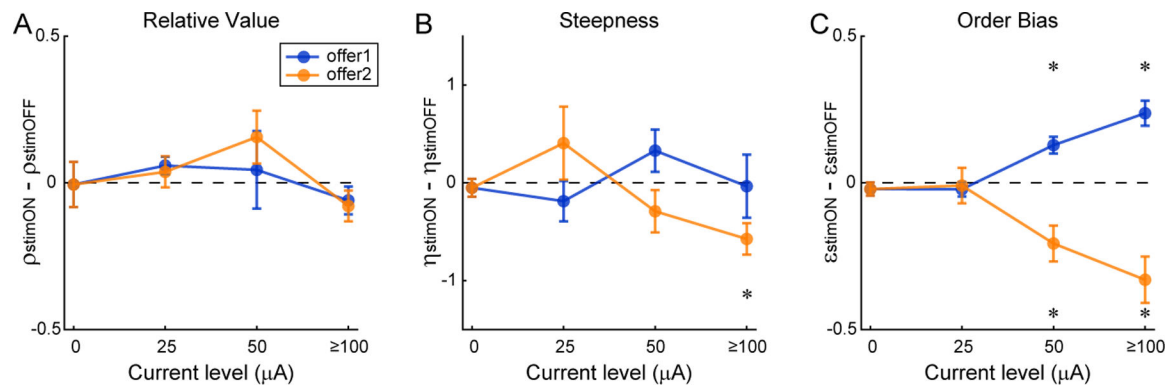 A
Relative Value
0.5
0
-0.5
ρstimON - ρstimOFF
offer1
offer2
0 25 50 ≥100
Current level (μA)
B
Steepness
1
0
-1
ηstimON - ηstimOFF
*
0 25 50 ≥100
Current level (μA)
C
Order Bias
0.5
0
-0.5
εstimON - εstimOFF
* *
* *
0 25 50 ≥100
Current level (μA)